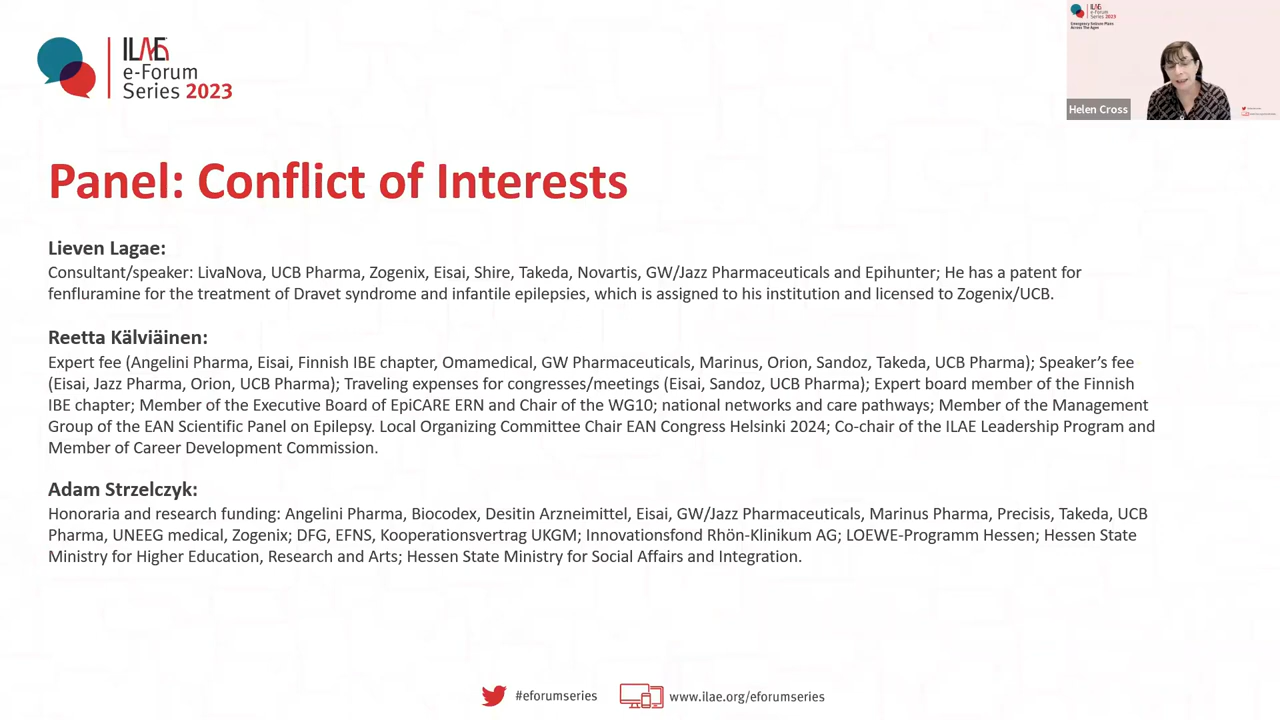 ILAE
e-Forum
Series 2023
ILAE
e-Forum
Series 2023
Emergency Seizure Plans
Across The Ages
Helen Cross
Panel: Conflict of Interests
Lieven Lagae:
Consultant/speaker: LivaNova, UCB Pharma, Zogenix, Eisai, Shire, Takeda, Novartis, GW/Jazz Pharmaceuticals and Epihunter; He has a patent for
fenfluramine for the treatment of Dravet syndrome and infantile epilepsies, which is assigned to his institution and licensed to Zogenix/UCB.
Reetta Kälviäinen:
Expert fee (Angelini Pharma, Eisai, Finnish IBE chapter, Omamedical, GW Pharmaceuticals, Marinus, Orion, Sandoz, Takeda, UCB Pharma); Speaker's fee
(Eisai, Jazz Pharma, Orion, UCB Pharma); Traveling expenses for congresses/meetings (Eisai, Sandoz, UCB Pharma); Expert board member of the Finnish
IBE chapter; Member of the Executive Board of EpiCARE ERN and Chair of the WG10; national networks and care pathways; Member of the Management
Group of the EAN Scientific Panel on Epilepsy. Local Organizing Committee Chair EAN Congress Helsinki 2024; Co-chair of the ILAE Leadership Program and
Member of Career Development Commission.
Adam Strzelczyk:
Honoraria and research funding: Angelini Pharma, Biocodex, Desitin Arzneimittel, Eisai, GW/Jazz Pharmaceuticals, Marinus Pharma, Precisis, Takeda, UCB
Pharma, UNEEG medical, Zogenix; DFG, EFNS, Kooperationsvertrag UKGM; Innovationsfond Rhön-Klinikum AG; LOEWE-Programm Hessen; Hessen State
Ministry for Higher Education, Research and Arts; Hessen State Ministry for Social Affairs and Integration.
#eforumseries
www.ilae.org/eforumseries